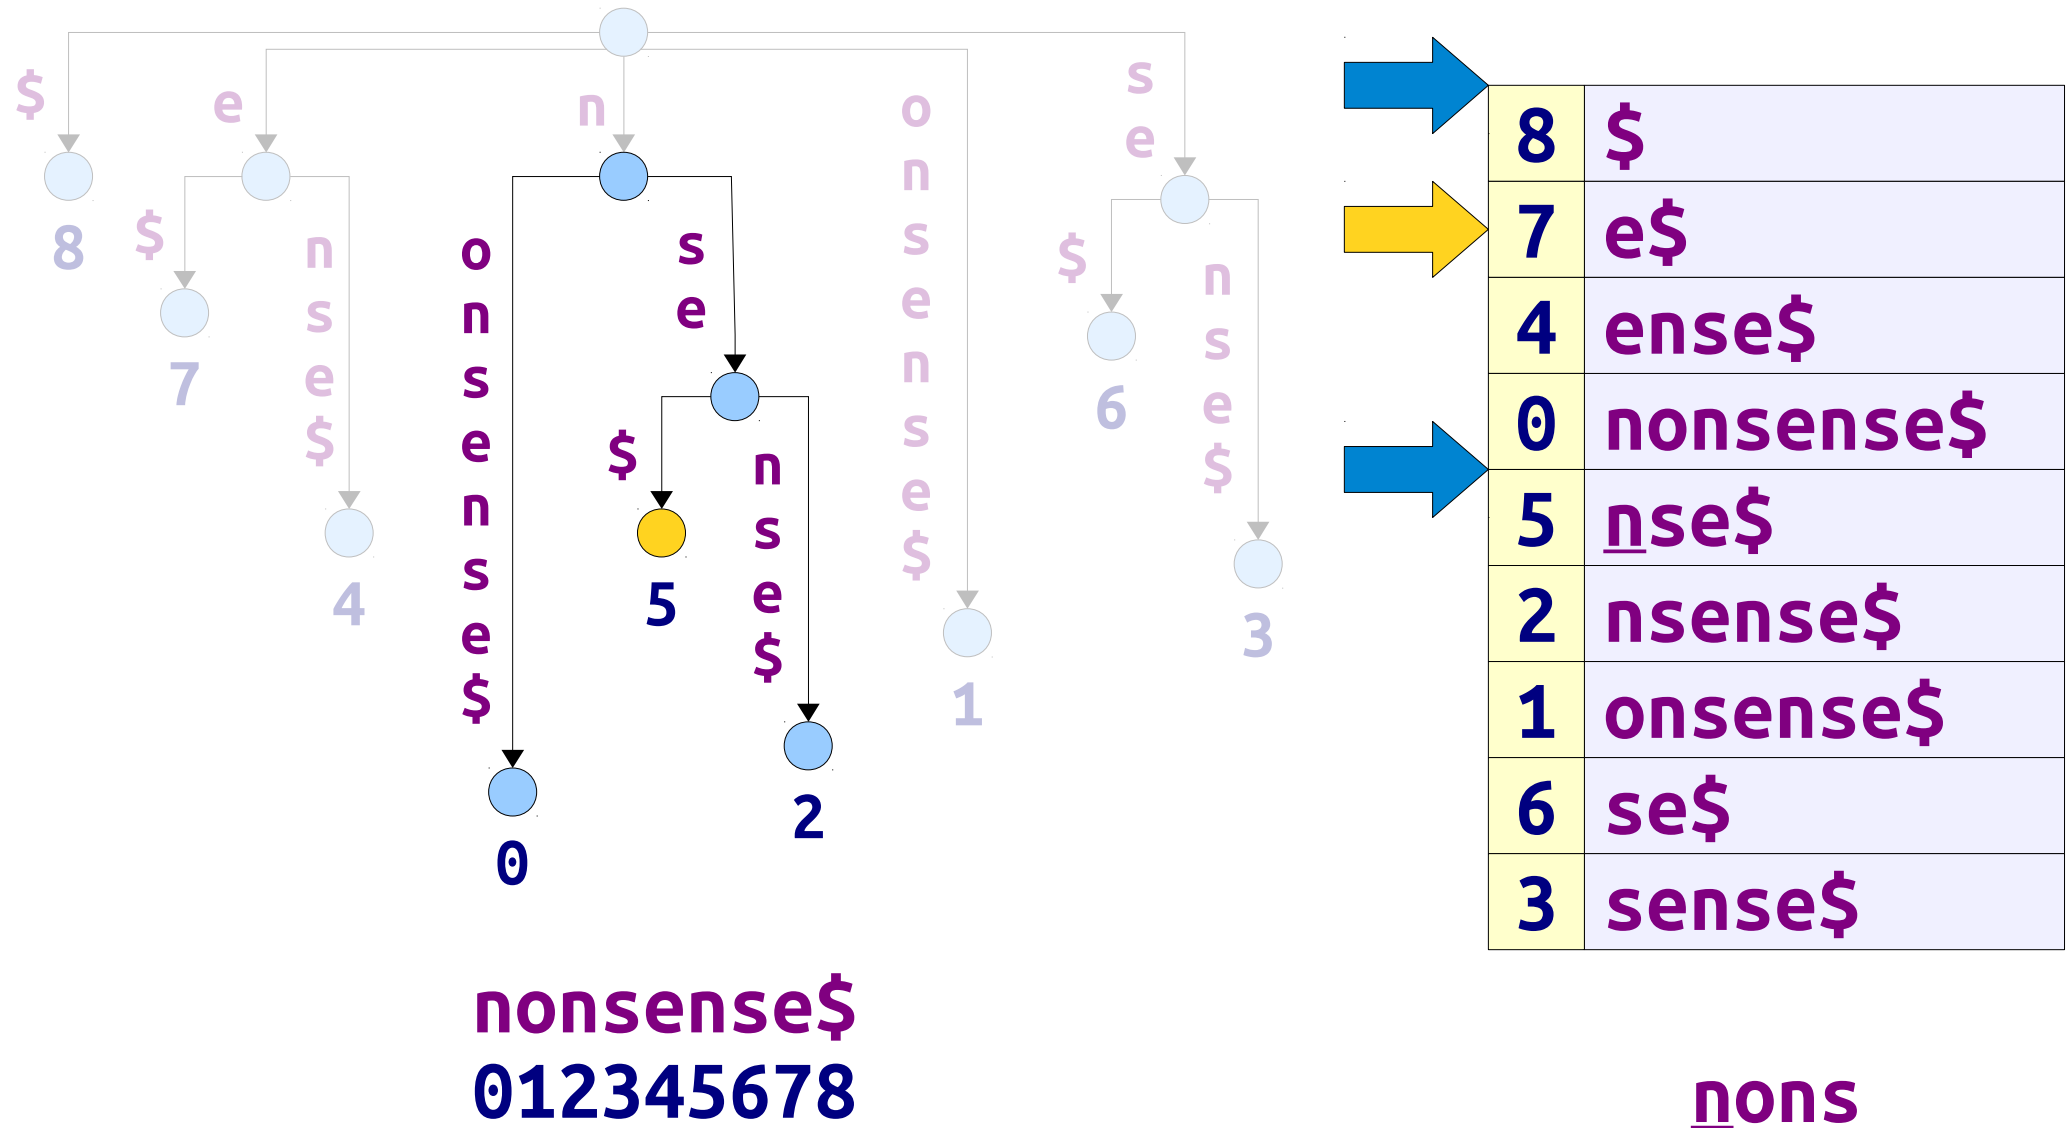 $
e
n
o
n
s
e
n
s
e
$
s
e
8
$
n
s
e
$
7
4
o
n
s
e
n
s
e
$
s
e
$
n
s
e
$
0
5
2
1
$
n
s
e
$
6
3
nonsense$
012345678
8 $
7 e$
4 ense$
0 nonsense$
5 nse$
2 nsense$
1 onsense$
6 se$
3 sense$
nons